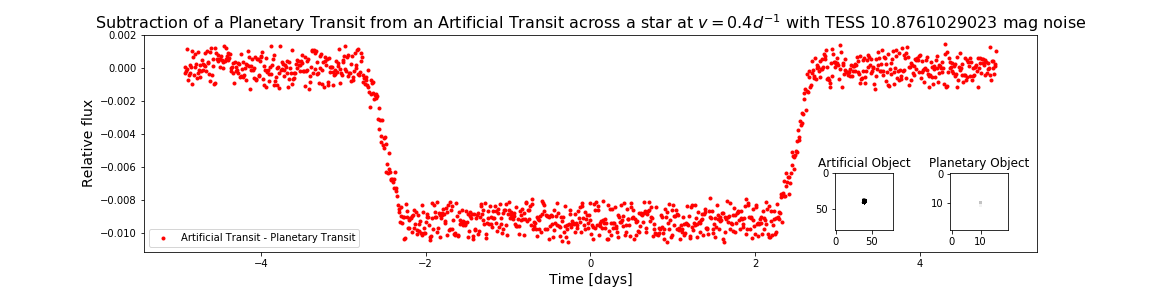 Subtraction of a Planetary Transit from an Artificial Transit across a star at v = 0.4d⁻¹ with TESS 10.8761029023 mag noise
Relative flux
0.002
0.000
−0.002
−0.004
−0.006
−0.008
−0.010
Artificial Transit - Planetary Transit
Artificial Object
0
50
0 50
Planetary Object
0
10
0 10
−4 −2 0 2 4
Time [days]